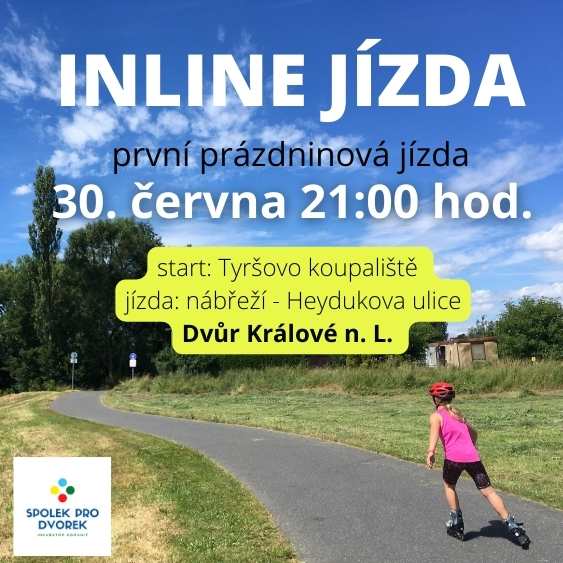 INLINE JÍZDA
první prázdninová jízda
30. června 21:00 hod.
start: Tyršovo koupaliště
jízda: nábřeží - Heydukova ulice
Dvůr Králové n. L.
SPOLEK PRO
DVOREK